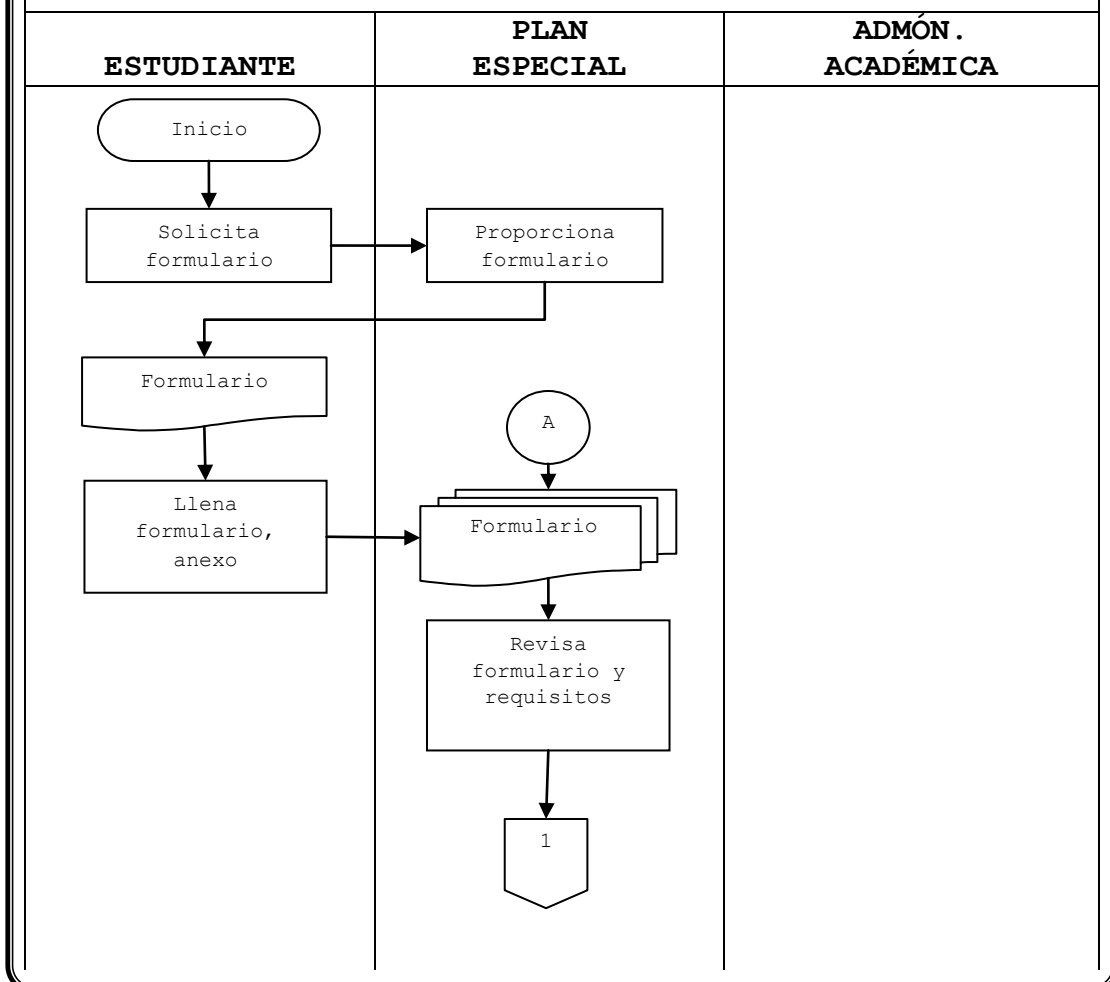 ESTUDIANTE
PLAN
ESPECIAL
ADMÓN.
ACADÉMICA
Inicio
Solicita
formulario
Proporciona
formulario
Formulario
A
Llena
formulario,
anexo
Formulario
Revisa
formulario y
requisitos
1